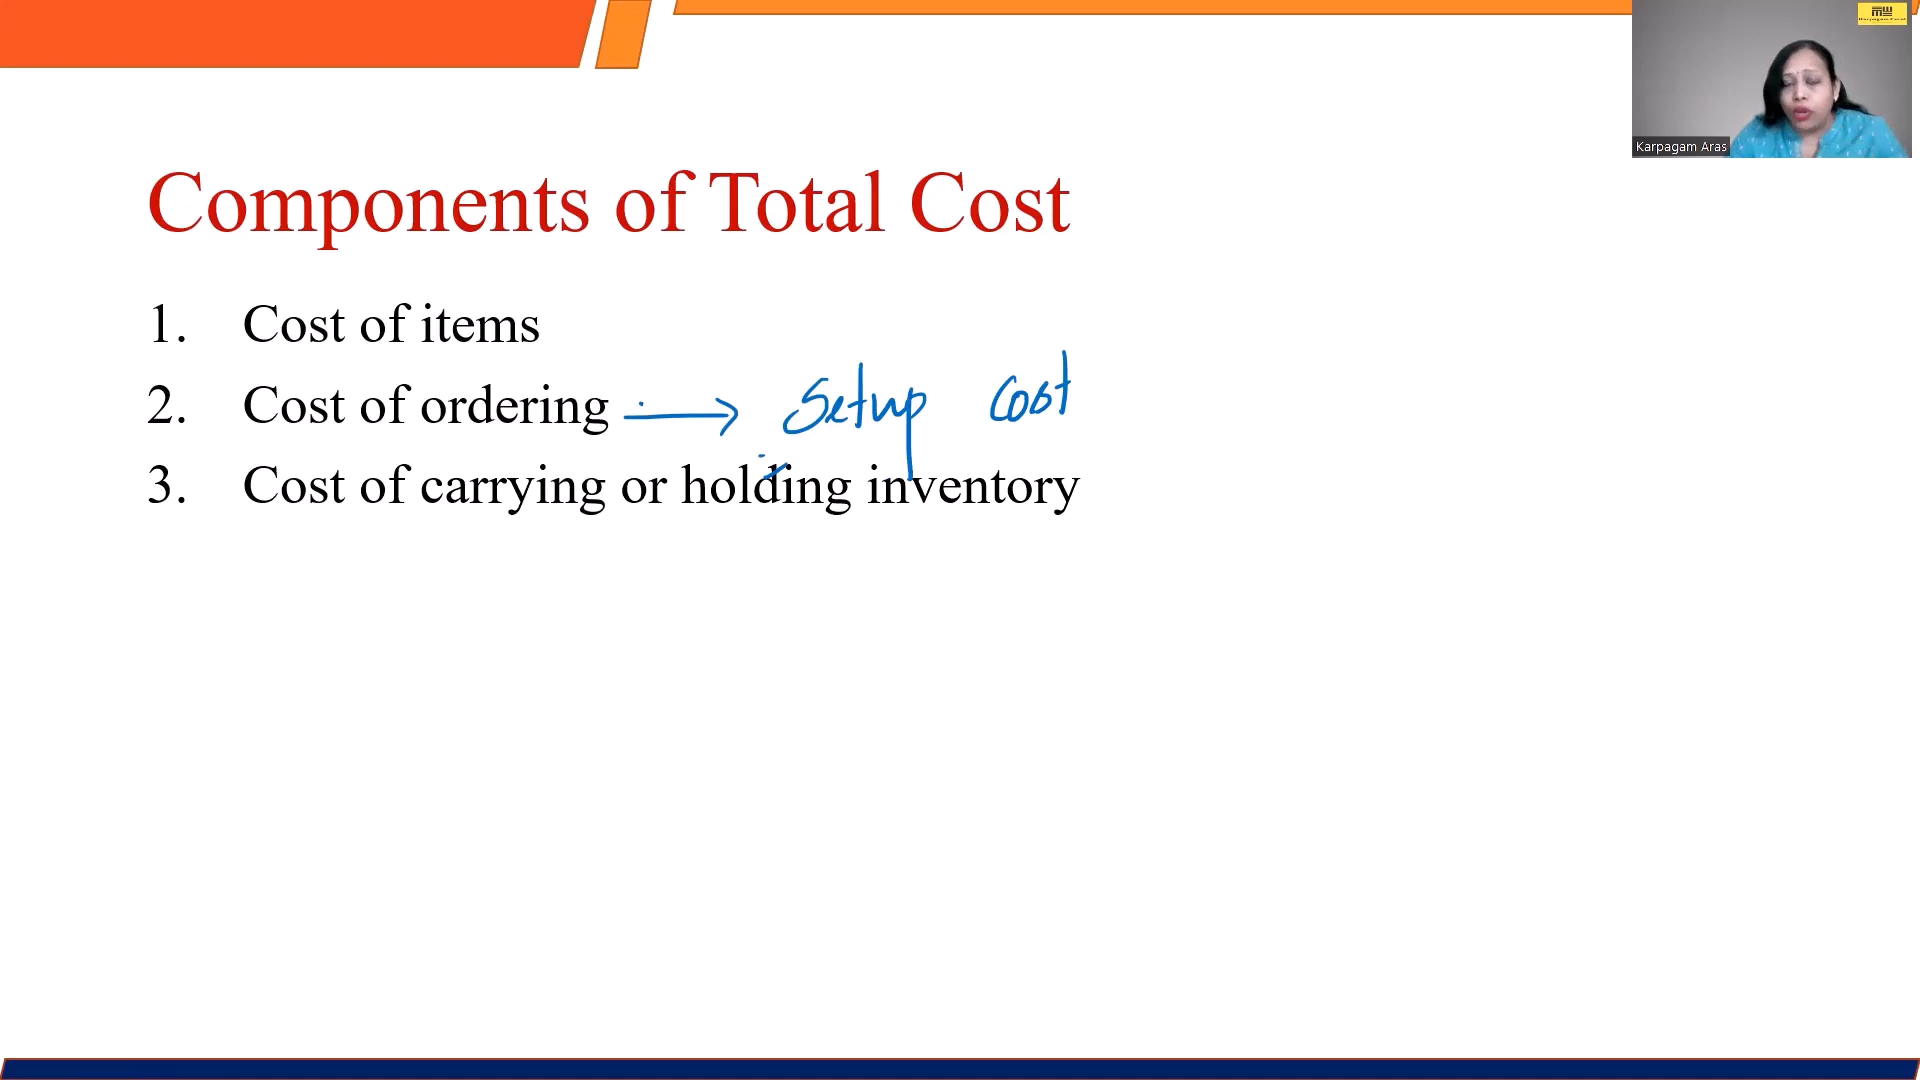 Karpagam Aras
Components of Total Cost
1. Cost of items
2. Cost of ordering → Setup Cost
3. Cost of carrying or holding inventory